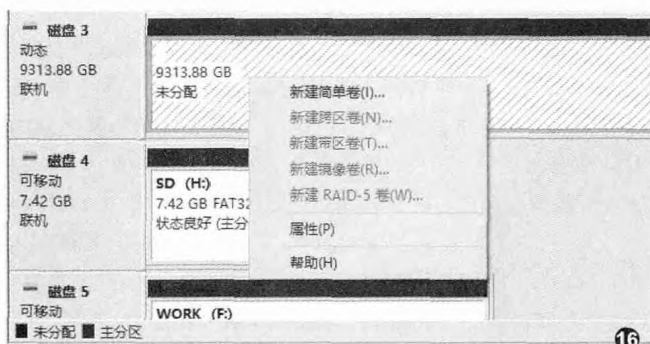 磁盘 3
动态
9313.88 GB
联机
9313.88 GB
未分配
新建简单卷(I)...
新建跨区卷(N)...
新建带区卷(T)...
新建镜像卷(R)...
新建 RAID-5 卷(W)...
属性(P)
帮助(H)
磁盘 4
可移动
7.42 GB
联机
SD (H:)
7.42 GB FAT32
状态良好 (主分
磁盘 5
可移动
WORK (F:)
未分配 主分区
16